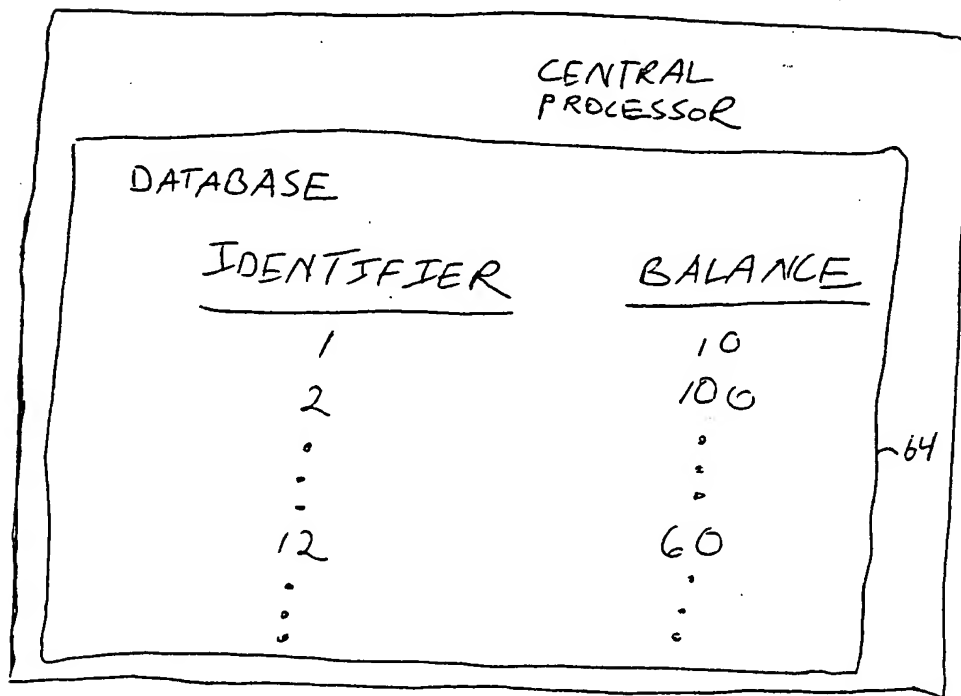 CENTRAL
PROCESSOR
DATABASE
IDENTIFIER BALANCE
1 10
2 100
64
12 60